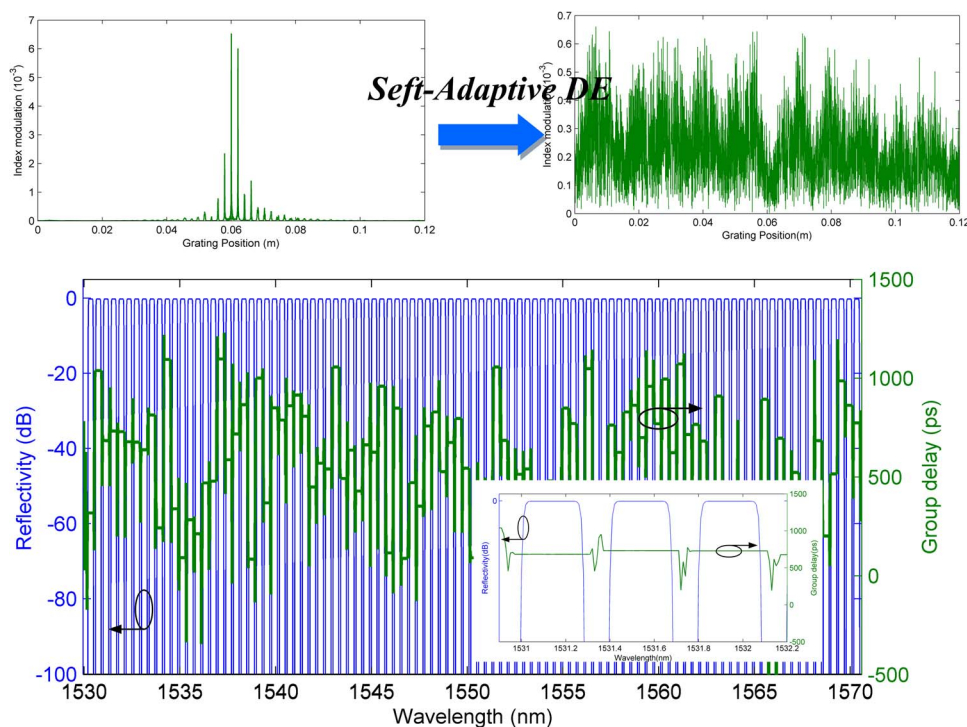 7
6
5
4
3
2
1
0
Index modulation (10⁻³)
0 0.02 0.04 0.06 0.08 0.1 0.12
Grating Position (m)
Seft-Adaptive DE
0.7
0.6
0.5
0.4
0.3
0.2
0.1
0
Index modulation (10⁻³)
0 0.02 0.04 0.06 0.08 0.1 0.12
Grating Position(m)
0
-20
-40
-60
-80
-100
Reflectivity (dB)
1500
1000
500
0
-500
Group delay (ps)
1530 1535 1540 1545 1550 1555 1560 1565 1570
Wavelength (nm)
0
Reflectivity(dB)
1500
1000
500
0
-500
Group delay(ps)
1531 1531.2 1531.4 1531.6 1531.8 1532 1532.2
Wavelength(nm)